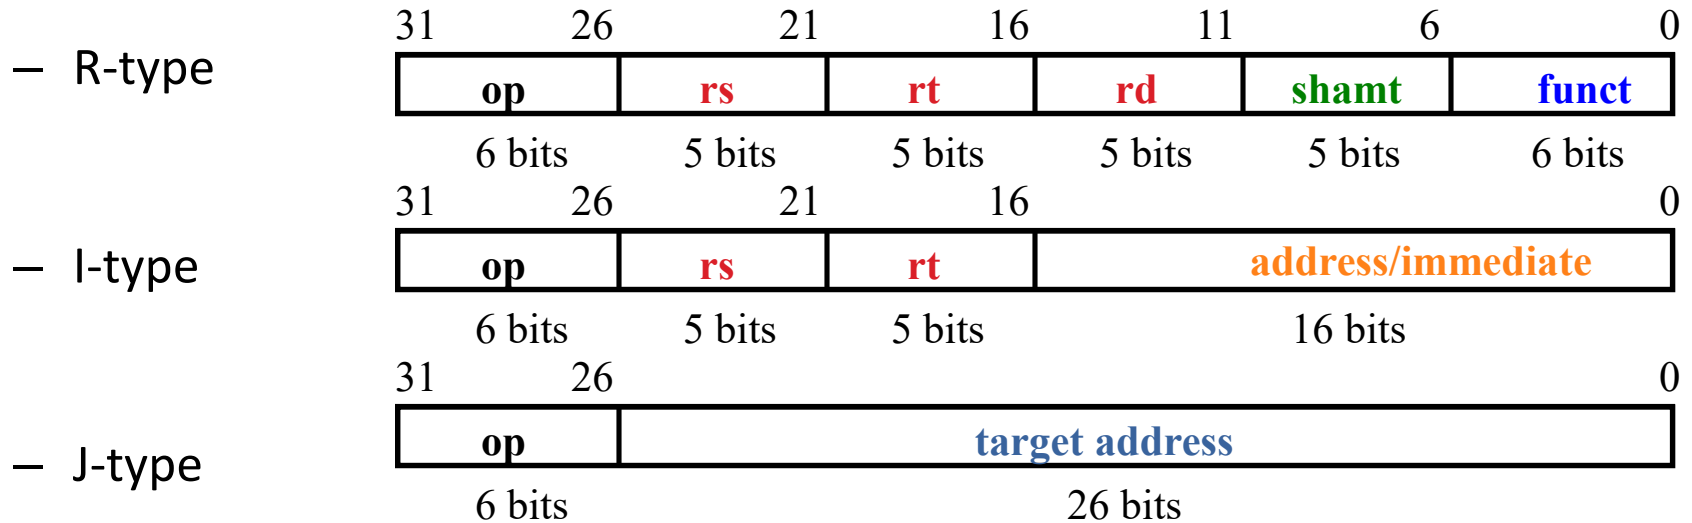 31 26 21 16 11 6 0
– R-type op rs rt rd shamt funct
6 bits 5 bits 5 bits 5 bits 5 bits 6 bits
31 26 21 16 0
– I-type op rs rt address/immediate
6 bits 5 bits 5 bits 16 bits
31 26 0
– J-type op target address
6 bits 26 bits